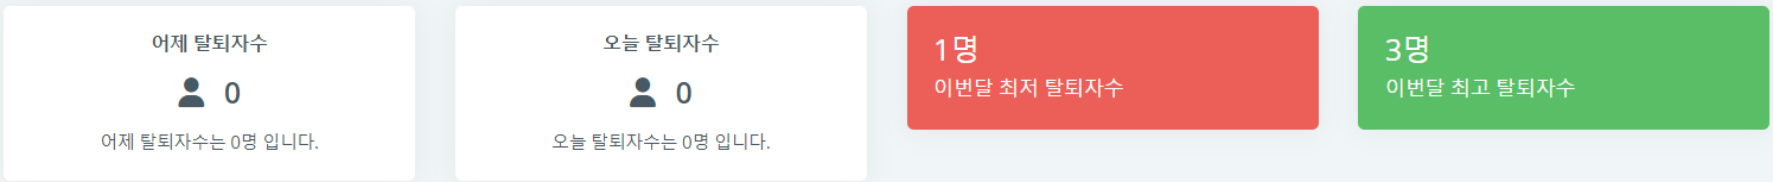 어제 탈퇴자수
0
어제 탈퇴자수는 0명 입니다.
오늘 탈퇴자수
0
오늘 탈퇴자수는 0명 입니다.
1명
이번달 최저 탈퇴자수
3명
이번달 최고 탈퇴자수